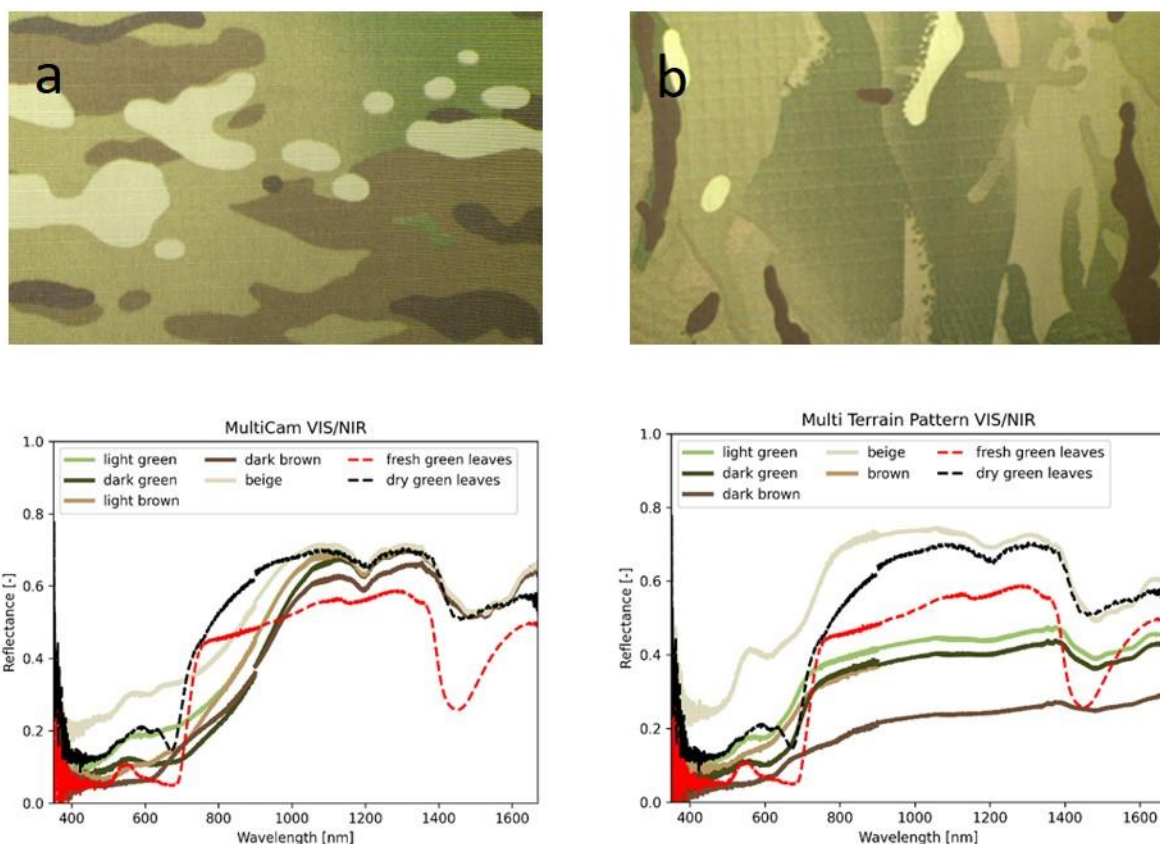 a
b
MultiCam VIS/NIR
light green
dark green
light brown
dark brown
beige
fresh green leaves
dry green leaves
1.0
0.8
0.6
0.4
0.2
0.0
Reflectance [-]
400 600 800 1000 1200 1400 1600
Wavelength [nm]
Multi Terrain Pattern VIS/NIR
light green
dark green
dark brown
beige
brown
fresh green leaves
dry green leaves
1.0
0.8
0.6
0.4
0.2
0.0
Reflectance [-]
400 600 800 1000 1200 1400 1600
Wavelength [nm]